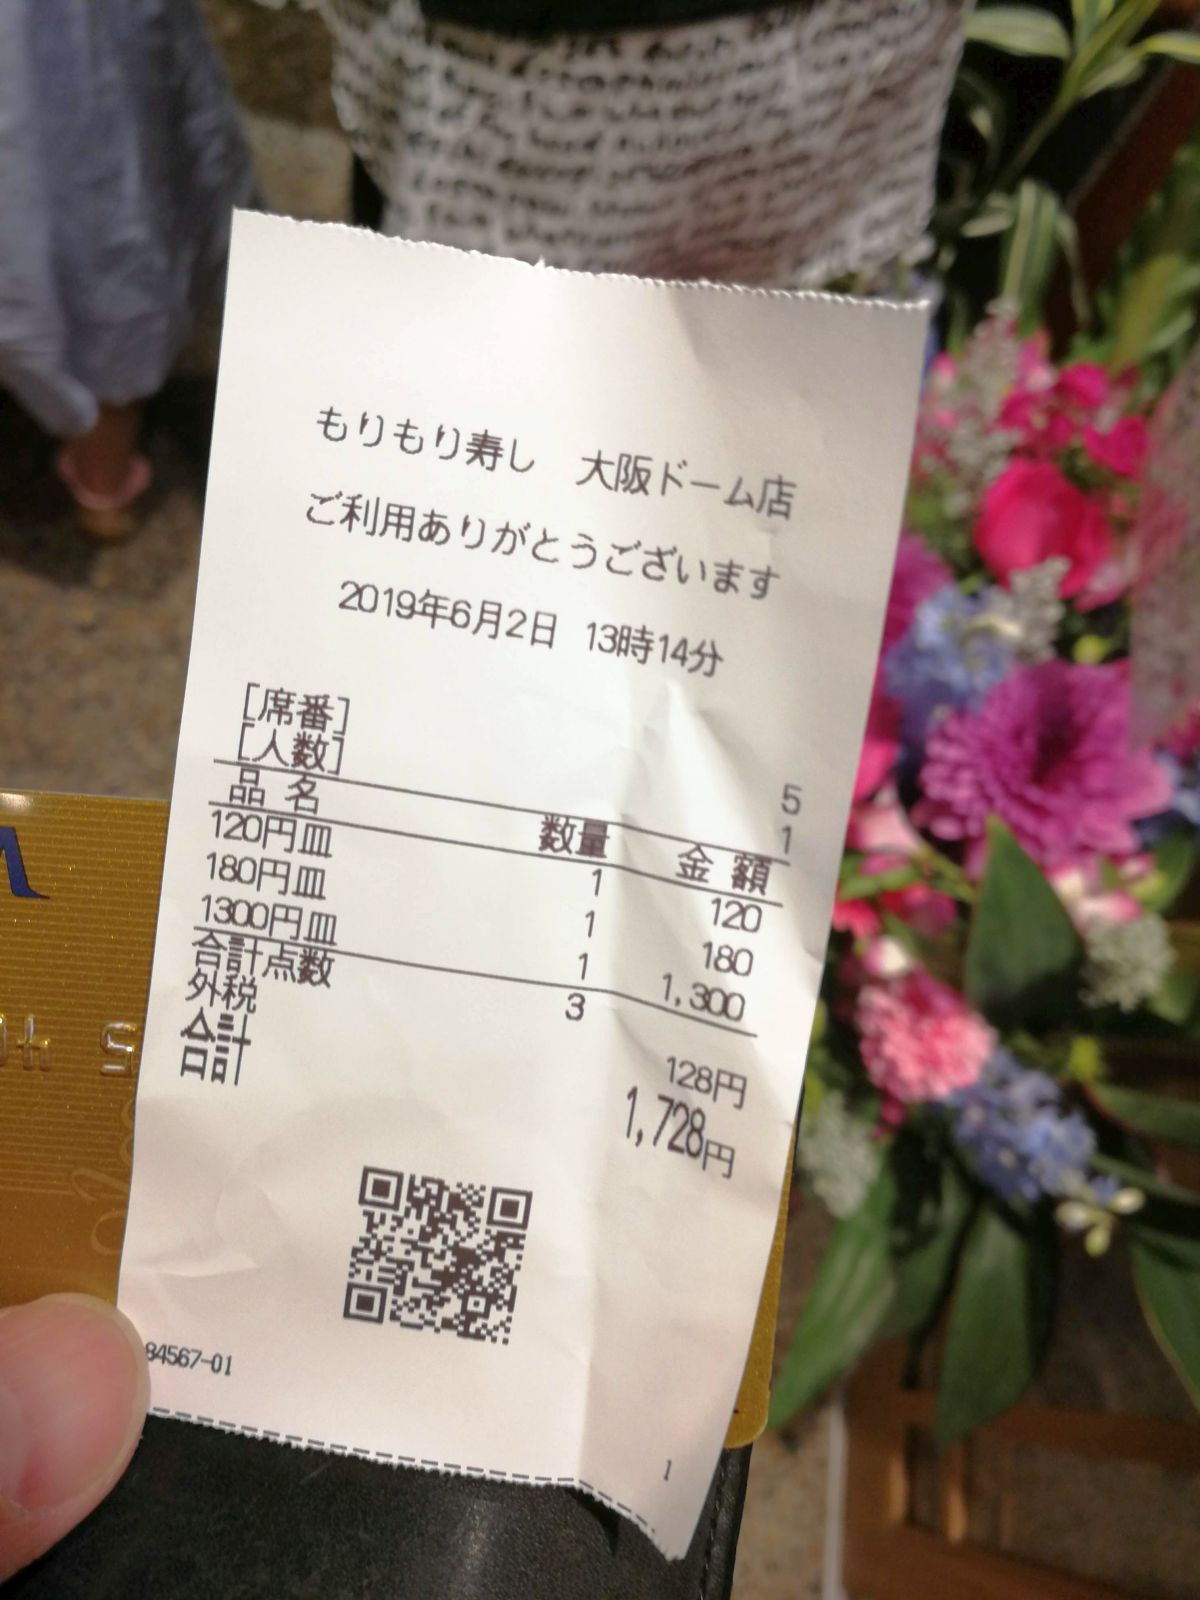 もりもり寿し 大阪ドーム店
ご利用ありがとうございます
2019年6月2日 13時14分
[席番] 5
[人数] 1
品名 数量 金額
120円皿 1 120
180円皿 1 180
1300円皿 1 1,300
合計点数 3
外税 128円
合計 1,728円
84567-01
1